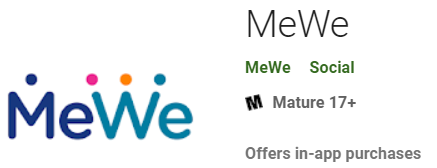 MeWe
MeWe
MeWe Social
M Mature 17+
Offers in-app purchases